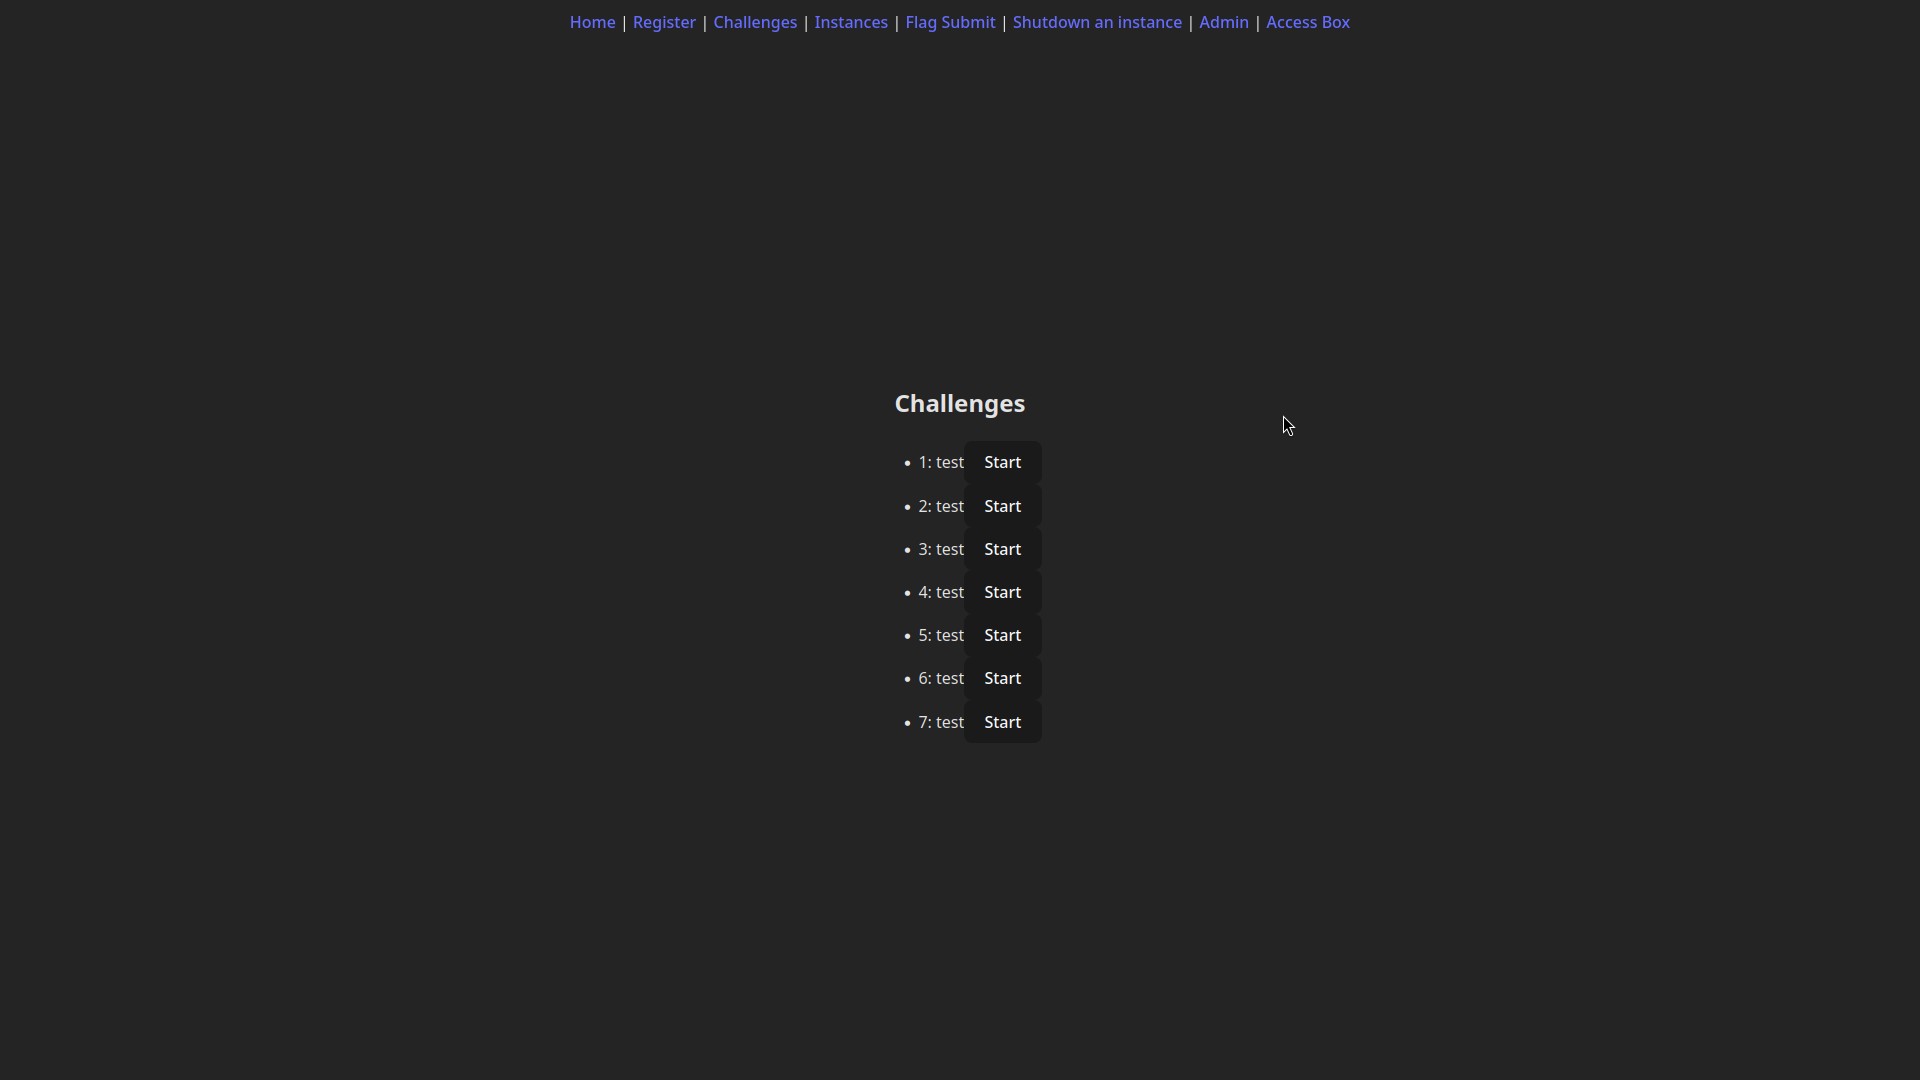 Home | Register | Challenges | Instances | Flag Submit | Shutdown an instance | Admin | Access Box
Challenges
• 1: test Start
• 2: test Start
• 3: test Start
• 4: test Start
• 5: test Start
• 6: test Start
• 7: test Start